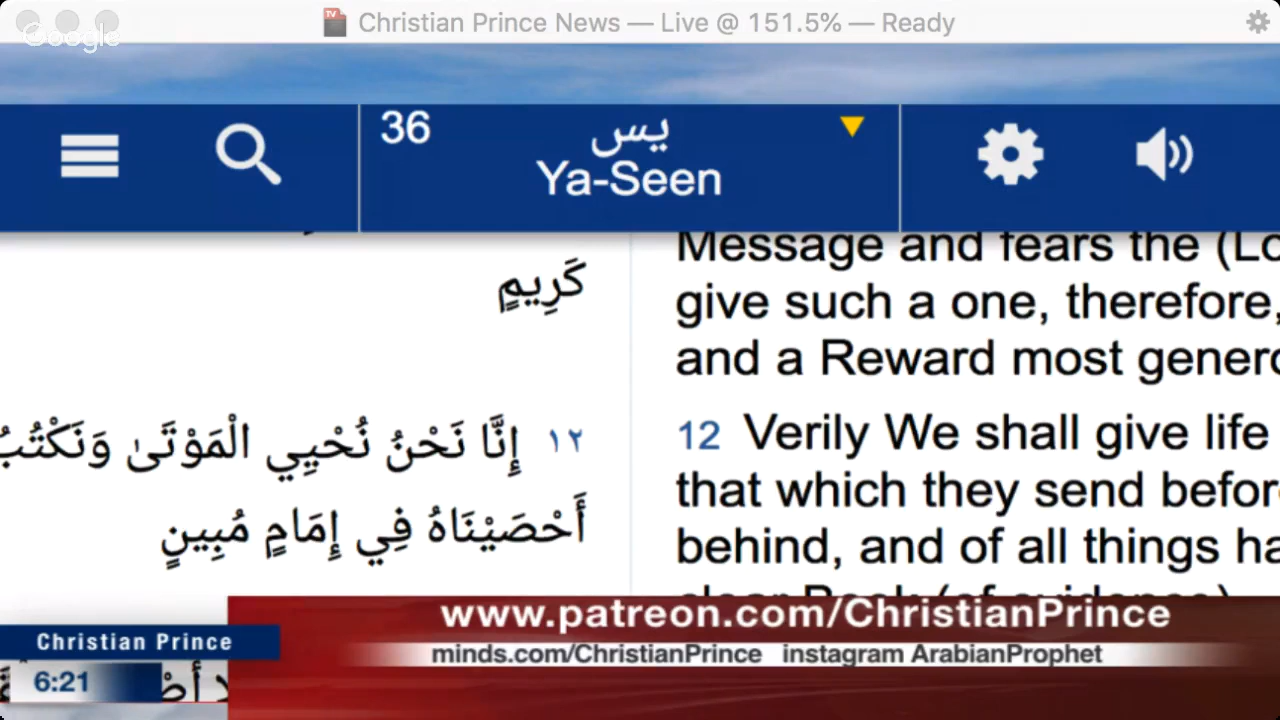 Christian Prince News — Live @ 151.5% — Ready
Google
36
يس
Ya-Seen
كَرِيمٍ
Message and fears the
give such a one, therefore,
and a Reward most
١٢ إِنَّا نَحْنُ نُحْيِي الْمَوْتَىٰ
أَحْصَيْنَاهُ فِي إِمَامٍ مُبِينٍ
12 Verily We shall give life
that which they send
behind, and of all things
www.patreon.com/ChristianPrince
Christian Prince
minds.com/ChristianPrince instagram ArabianProphet
6:21